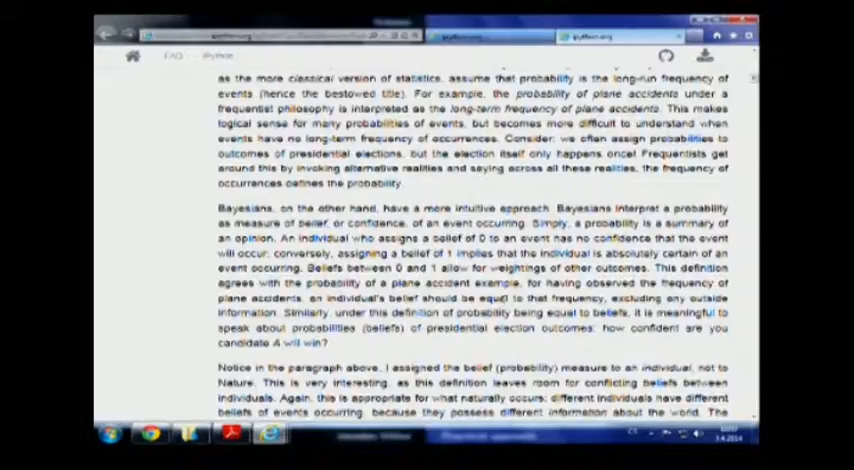 ipython.org
ipython.org
ipython.org
FAQ IPython
as the more classical version of statistics, assume that probability is the long-run frequency of
events (hence the bestowed title). For example, the probability of plane accidents under a
frequentist philosophy is interpreted as the long-term frequency of plane accidents. This makes
logical sense for many probabilities of events, but becomes more difficult to understand when
events have no long-term frequency of occurrences. Consider: we often assign probabilities to
outcomes of presidential elections, but the election itself only happens once! Frequentists get
around this by invoking alternative realities and saying across all these realities, the frequency of
occurrences defines the probability.
Bayesians, on the other hand, have a more intuitive approach. Bayesians interpret a probability
as measure of belief, or confidence, of an event occurring. Simply, a probability is a summary of
an opinion. An individual who assigns a belief of 0 to an event has no confidence that the event
will occur; conversely, assigning a belief of 1 implies that the individual is absolutely certain of an
event occurring. Beliefs between 0 and 1 allow for weightings of other outcomes. This definition
agrees with the probability of a plane accident example, for having observed the frequency of
plane accidents, an individual's belief should be equal to that frequency, excluding any outside
information. Similarly, under this definition of probability being equal to beliefs, it is meaningful to
speak about probabilities (beliefs) of presidential election outcomes: how confident are you
candidate A will win?
Notice in the paragraph above, I assigned the belief (probability) measure to an individual, not to
Nature. This is very interesting, as this definition leaves room for conflicting beliefs between
individuals. Again, this is appropriate for what naturally occurs: different individuals have different
beliefs of events occurring, because they possess different information about the world. The
CS
3.4.2014